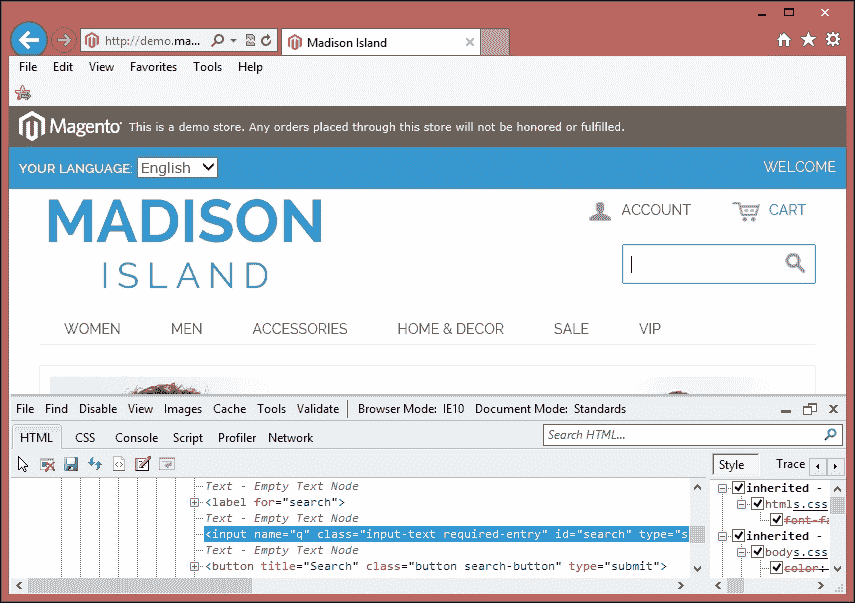 http://demo.ma...
Madison Island
File Edit View Favorites Tools Help
Magento This is a demo store. Any orders placed through this store will not be honored or fulfilled.
YOUR LANGUAGE: English WELCOME
MADISON
ISLAND
ACCOUNT CART
WOMEN MEN ACCESSORIES HOME & DECOR SALE VIP
File Find Disable View Images Cache Tools Validate Browser Mode: IE10 Document Mode: Standards
HTML CSS Console Script Profiler Network Search HTML...
Style Trace
Text - Empty Text Node
<label for="search">
Text - Empty Text Node
<input name="q" class="input-text required-entry" id="search" type="s
Text - Empty Text Node
<button title="Search" class="button search-button" type="submit">
inherited -
htmls.css
font-fa
inherited -
bodys.css
color: